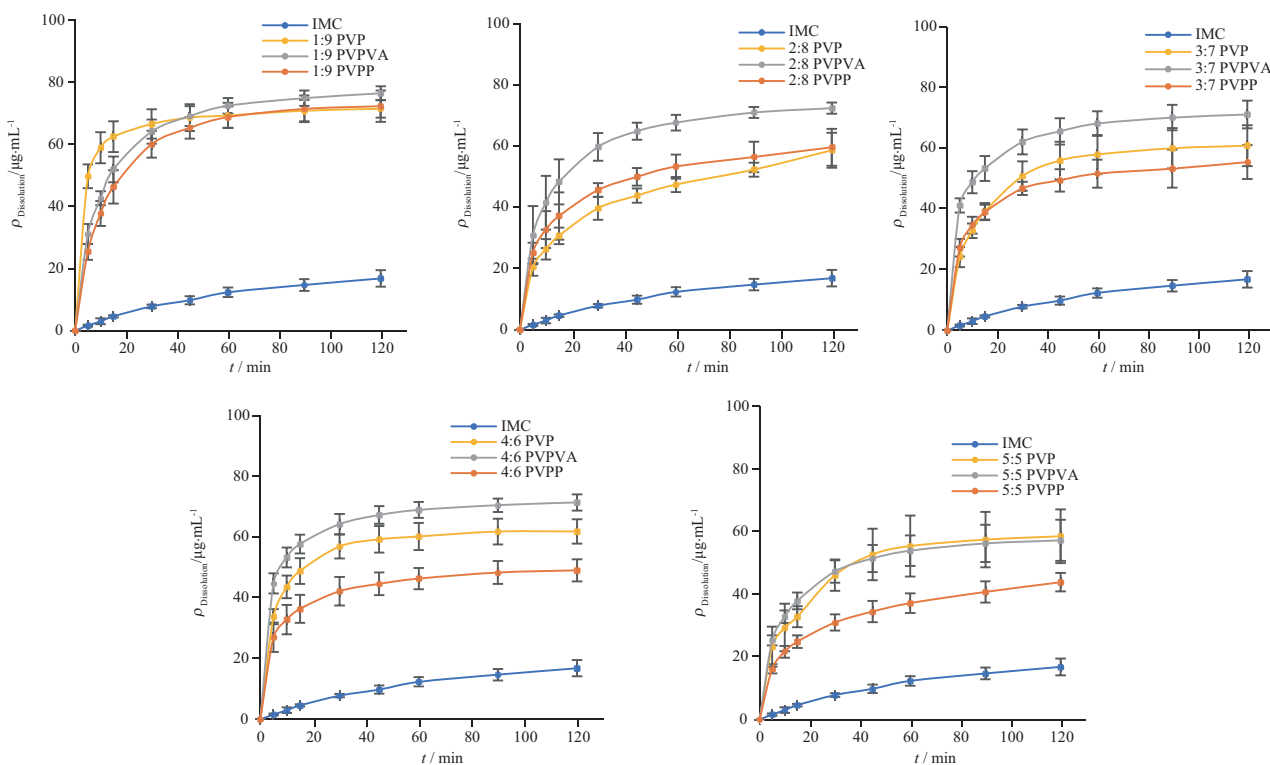 100
80
60
40
20
0
ρ Dissolution/μg·mL⁻¹
IMC
1:9 PVP
1:9 PVPVA
1:9 PVPP
0 20 40 60 80 100 120
t / min
100
80
60
40
20
0
ρ Dissolution/μg·mL⁻¹
IMC
2:8 PVP
2:8 PVPVA
2:8 PVPP
0 20 40 60 80 100 120
t / min
100
80
60
40
20
0
ρ Dissolution/μg·mL⁻¹
IMC
3:7 PVP
3:7 PVPVA
3:7 PVPP
0 20 40 60 80 100 120
t / min
100
80
60
40
20
0
ρ Dissolution/μg·mL⁻¹
IMC
4:6 PVP
4:6 PVPVA
4:6 PVPP
0 20 40 60 80 100 120
t / min
100
80
60
40
20
0
ρ Dissolution/μg·mL⁻¹
IMC
5:5 PVP
5:5 PVPVA
5:5 PVPP
0 20 40 60 80 100 120
t / min